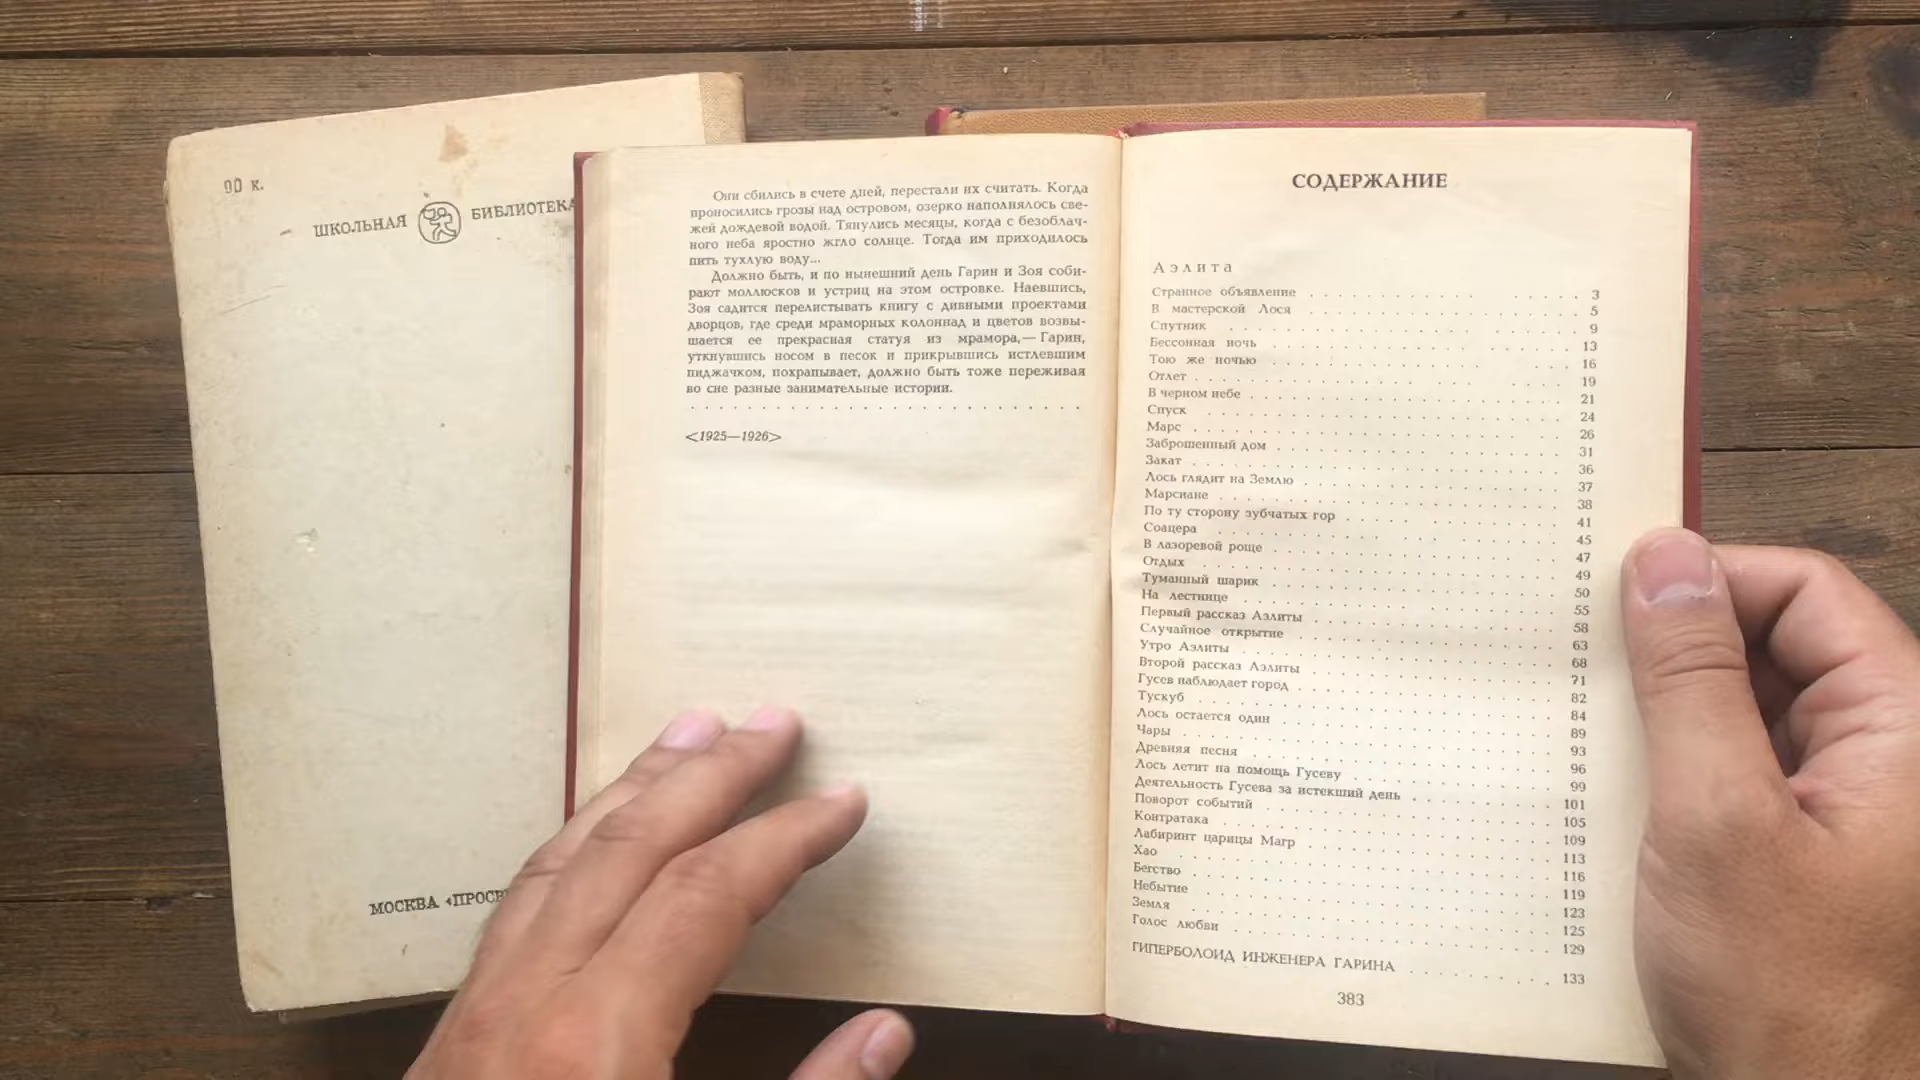 90 к.
ШКОЛЬНАЯ БИБЛИОТЕКА
МОСКВА
Они сбились в счете дней, перестали их считать. Когда
проносились грозы над островом, озерко наполнялось све-
жей дождевой водой. Тянулись месяцы, когда с безоблач-
ного неба яростно жгло солнце. Тогда им приходилось
пить тухлую воду...
Должно быть, и по нынешний день Гарин и Зоя соби-
рают моллюсков и устриц на этом островке. Наевшись,
Зоя садится перелистывать книгу с дивными проектами
дворцов, где среди мраморных колоннад и цветов возвы-
шается ее прекрасная статуя из мрамора,— Гарин,
уткнувшись носом в песок и прикрывшись истлевшим
пиджачком, похрапывает, должно быть тоже переживая
во сне разные занимательные истории.
<1925—1926>
СОДЕРЖАНИЕ
Аэлита
Странное объявление 3
В мастерской Лося 5
Спутник 9
Бессонная ночь 13
Тою же ночью 16
Отлет 19
В черном небе 21
Спуск 24
Марс 26
Заброшенный дом 31
Закат 36
Лось глядит на Землю 37
Марсиане 38
По ту сторону зубчатых гор 41
Соацера 45
В лазоревой роще 47
Отдых 49
Туманный шарик 50
На лестнице 55
Первый рассказ Аэлиты 58
Случайное открытие 63
Утро Аэлиты 68
Второй рассказ Аэлиты 71
Гусев наблюдает город 82
Тускуб 84
Лось остается один 89
Чары 93
Древняя песня 96
Лось летит на помощь Гусеву 99
Деятельность Гусева за истекший день 101
Поворот событий 105
Контратака 109
Лабиринт царицы Магр 113
Хао 116
Бегство 119
Небытие 123
Земля 125
Голос любви 129
ГИПЕРБОЛОИД ИНЖЕНЕРА ГАРИНА 133
383